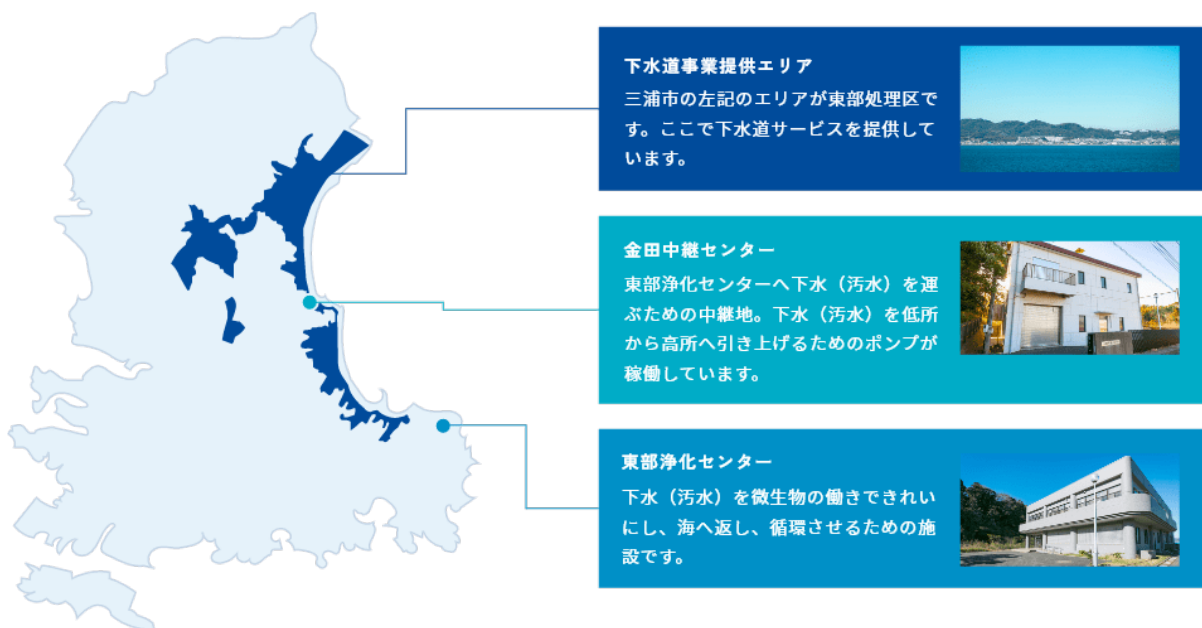 下水道事業提供エリア
三浦市の左記のエリアが東部処理区で
す。ここで下水道サービスを提供して
います。
金田中継センター
東部浄化センターへ下水（汚水）を運
ぶための中継地。下水（汚水）を低所
から高所へ引き上げるためのポンプが
稼働しています。
東部浄化センター
下水（汚水）を微生物の働きできれい
にし、海へ返し、循環させるための施
設です。